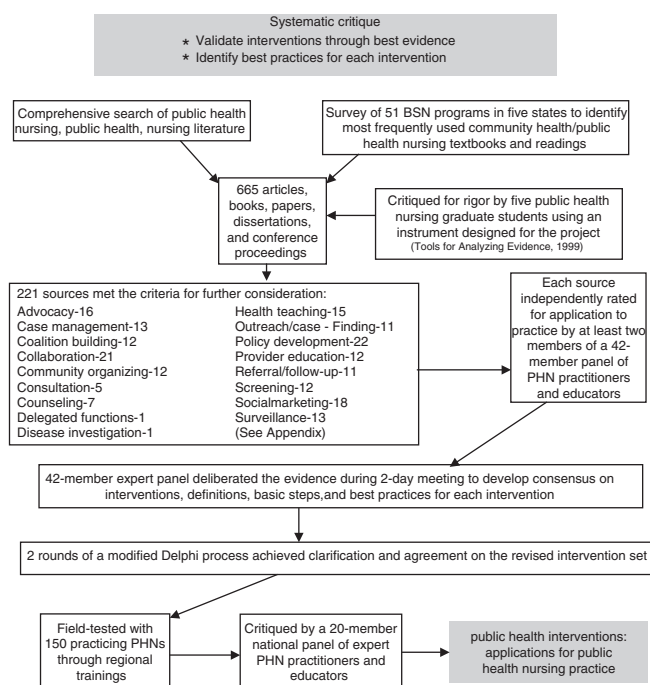 Systematic critique
* Validate interventions through best evidence
* Identify best practices for each intervention
Comprehensive search of public health
nursing, public health, nursing literature
Survey of 51 BSN programs in five states to identify
most frequently used community health/public
health nursing textbooks and readings
665 articles,
books, papers,
dissertations,
and conference
proceedings
Critiqued for rigor by five public health
nursing graduate students using an
instrument designed for the project
(Tools for Analyzing Evidence, 1999)
221 sources met the criteria for further consideration:
Advocacy-16
Case management-13
Coalition building-12
Collaboration-21
Community organizing-12
Consultation-5
Counseling-7
Delegated functions-1
Disease investigation-1
Health teaching-15
Outreach/case - Finding-11
Policy development-22
Provider education-12
Referral/follow-up-11
Screening-12
Socialmarketing-18
Surveillance-13
(See Appendix)
Each source
independently rated
for application to
practice by at least two
members of a 42-
member panel of
PHN practitioners
and educators
42-member expert panel deliberated the evidence during 2-day meeting to develop consensus on
interventions, definitions, basic steps,and best practices for each intervention
2 rounds of a modified Delphi process achieved clarification and agreement on the revised intervention set
Field-tested with
150 practicing PHNs
through regional
trainings
Critiqued by a 20-member
national panel of expert
PHN practitioners and
educators
public health interventions:
applications for public
health nursing practice